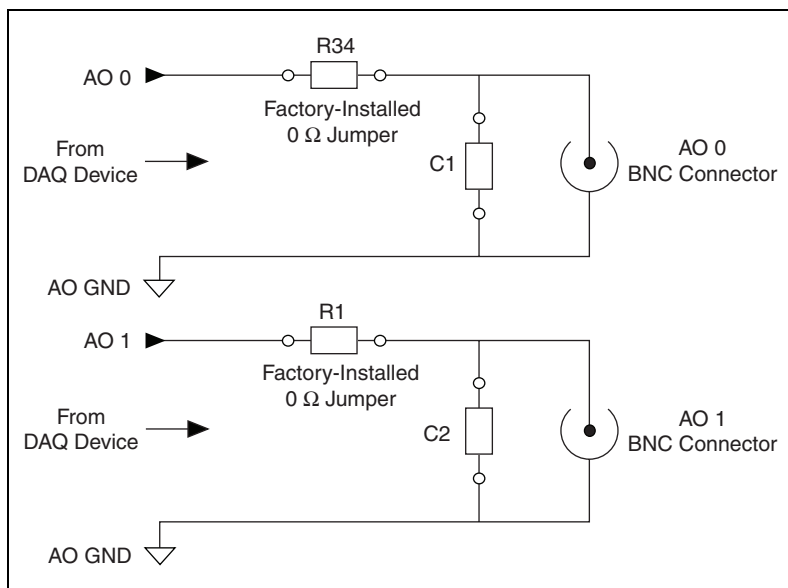 R34
AO 0
Factory-Installed
0 Ω Jumper
From
DAQ Device
C1
AO 0
BNC Connector
AO GND
R1
AO 1
Factory-Installed
0 Ω Jumper
From
DAQ Device
C2
AO 1
BNC Connector
AO GND